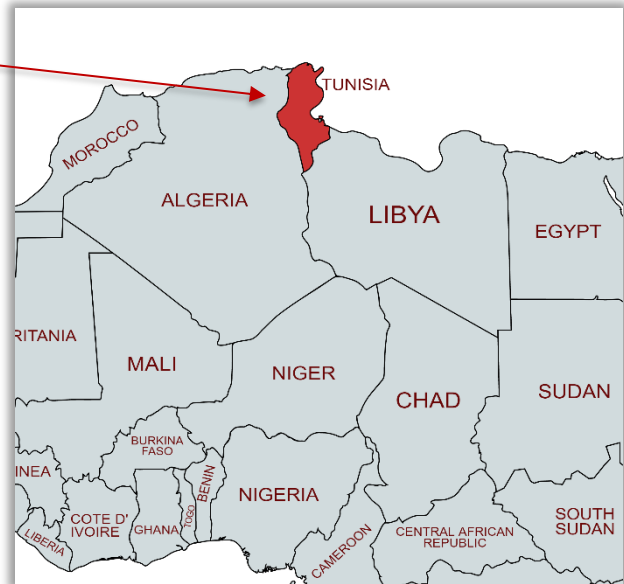 TUNISIA
MOROCCO
ALGERIA
LIBYA
EGYPT
RITANIA
MALI
NIGER
CHAD
SUDAN
BURKINA
FASO
INEA
BENIN
NIGERIA
COTE D'
IVOIRE
GHANA
TOGO
LIBERIA
CAMEROON
CENTRAL AFRICAN
REPUBLIC
SOUTH
SUDAN